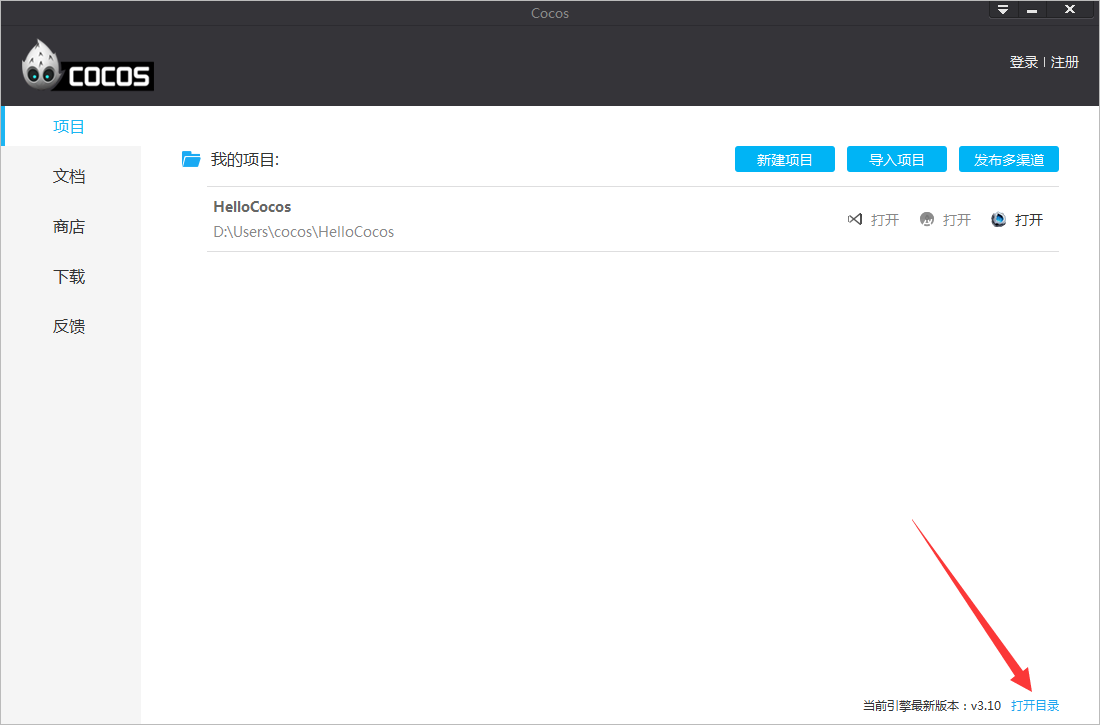 Cocos
COCOS
登录 | 注册
项目
文档
商店
下载
反馈
我的项目:
新建项目 导入项目 发布多渠道
HelloCocos
D:\Users\cocos\HelloCocos
打开 打开 打开
当前引擎最新版本：v3.10 打开目录